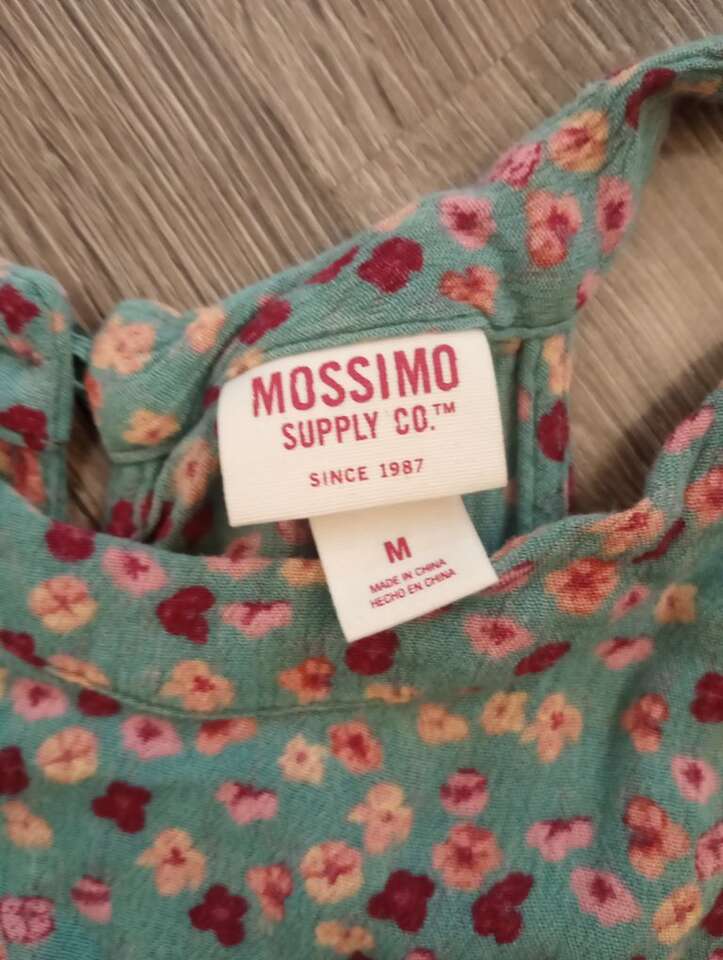 MOSSIMO
SUPPLY CO.™
SINCE 1987
M
MADE IN CHINA
HECHO EN CHINA